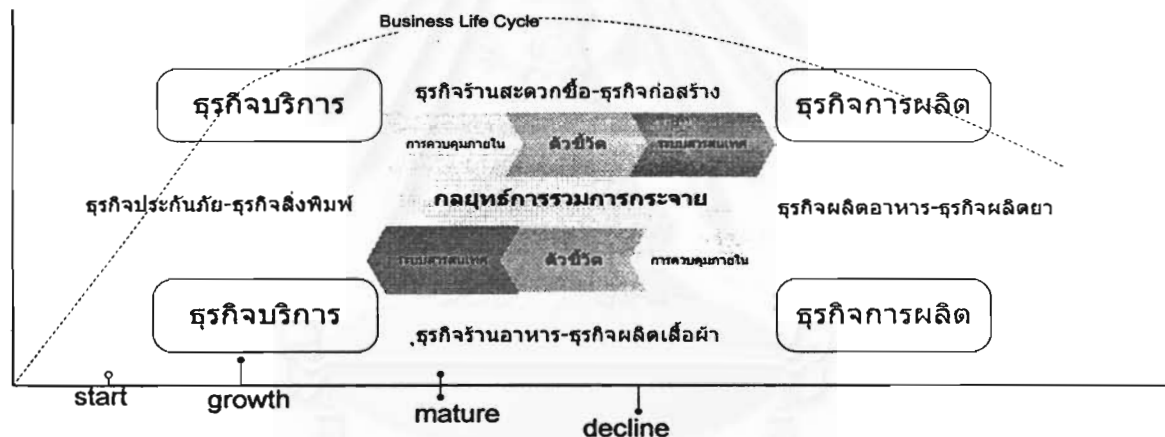 Business Life Cycle
ธุรกิจบริการ
ธุรกิจร้านสะดวกซื้อ-ธุรกิจก่อสร้าง
ธุรกิจการผลิต
การควบคุมภายใน
ตัวชี้วัด
ระบบสารสนเทศ
ธุรกิจประกันภัย-ธุรกิจสิ่งพิมพ์
กลยุทธ์การรวมการกระจาย
ธุรกิจผลิตอาหาร-ธุรกิจผลิตยา
ระบบสารสนเทศ
ตัวชี้วัด
การควบคุมภายใน
ธุรกิจบริการ
ธุรกิจร้านอาหาร-ธุรกิจผลิตเสื้อผ้า
ธุรกิจการผลิต
start
growth
mature
decline